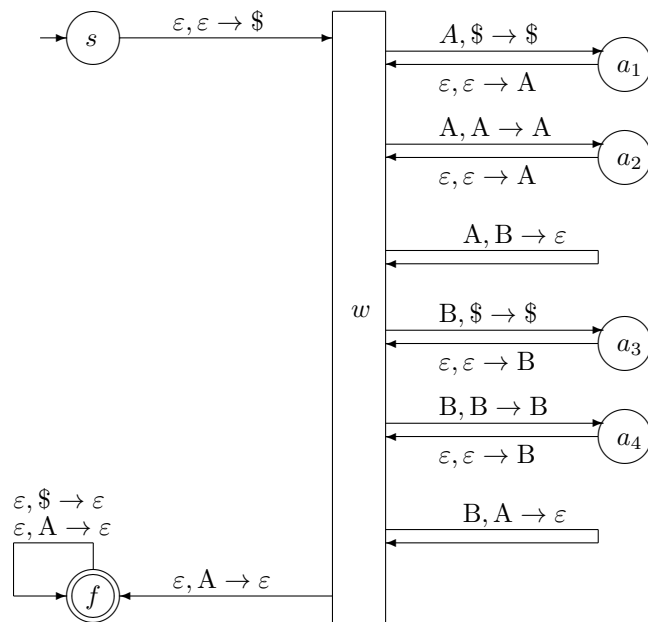 s
ε, ε → $
A, $ → $
a₁
ε, ε → A
A, A → A
a₂
ε, ε → A
A, B → ε
w
B, $ → $
a₃
ε, ε → B
B, B → B
a₄
ε, ε → B
B, A → ε
ε, $ → ε
ε, A → ε
f
ε, A → ε